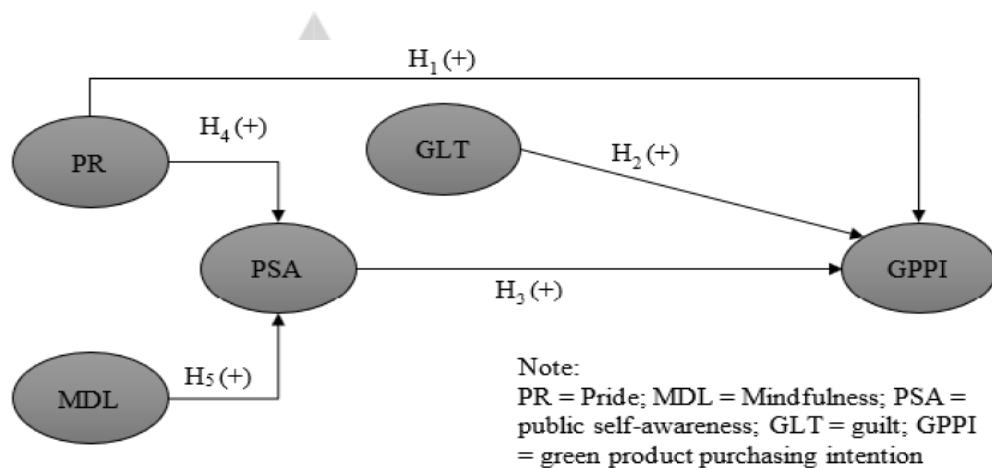 H₁ (+)
H₄ (+)
PR
GLT
H₂ (+)
PSA
H₃ (+)
GPPI
MDL
H₅ (+)
Note:
PR = Pride; MDL = Mindfulness; PSA =
public self-awareness; GLT = guilt; GPPI
= green product purchasing intention